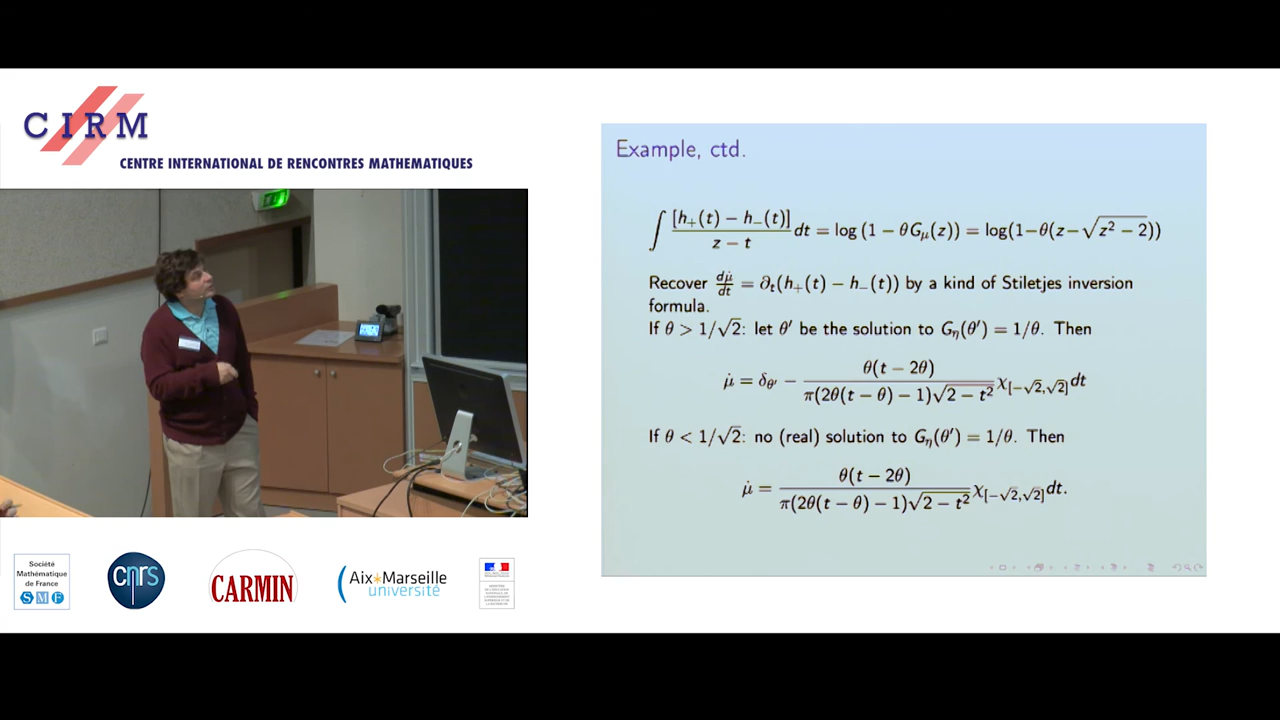 CIRM
CENTRE INTERNATIONAL DE RENCONTRES MATHEMATIQUES
Example, ctd.
∫ [h₊(t) − h₋(t)] / (z − t) dt = log (1 − θG_μ(z)) = log(1−θ(z−√(z² − 2)))
Recover dμ̇/dt = ∂ₜ(h₊(t) − h₋(t)) by a kind of Stiletjes inversion
formula.
If θ > 1/√2: let θ′ be the solution to G_η(θ′) = 1/θ. Then
μ̇ = δ_θ′ − θ(t − 2θ) / (π(2θ(t − θ) − 1)√(2 − t²)) χ_[−√2,√2] dt
If θ < 1/√2: no (real) solution to G_η(θ′) = 1/θ. Then
μ̇ = θ(t − 2θ) / (π(2θ(t − θ) − 1)√(2 − t²)) χ_[−√2,√2] dt.
Société
Mathématique
de France
SMF
cnrs
CARMIN
Aix*Marseille
université